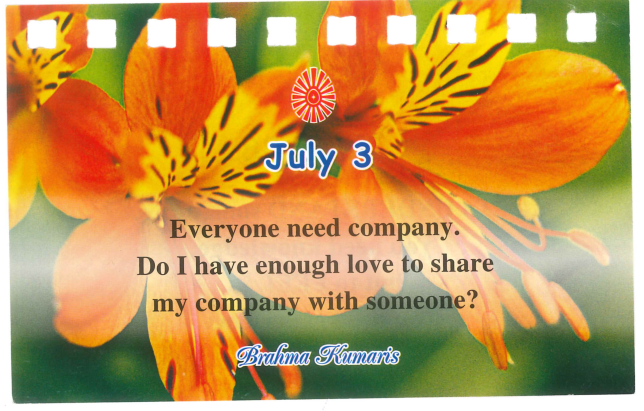 July 3
Everyone need company.
Do I have enough love to share
my company with someone?
Brahma Kumaris